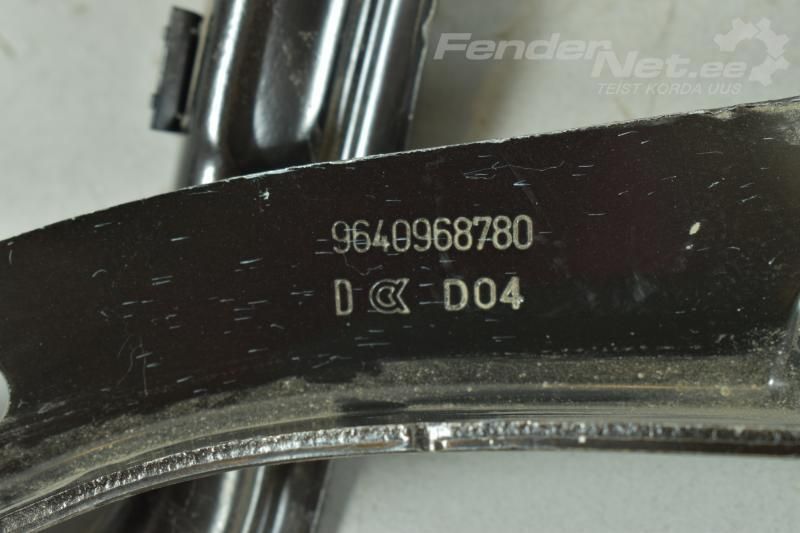 FENDERNet.ee
TEIST KORDA UUS
9640968780
D D04